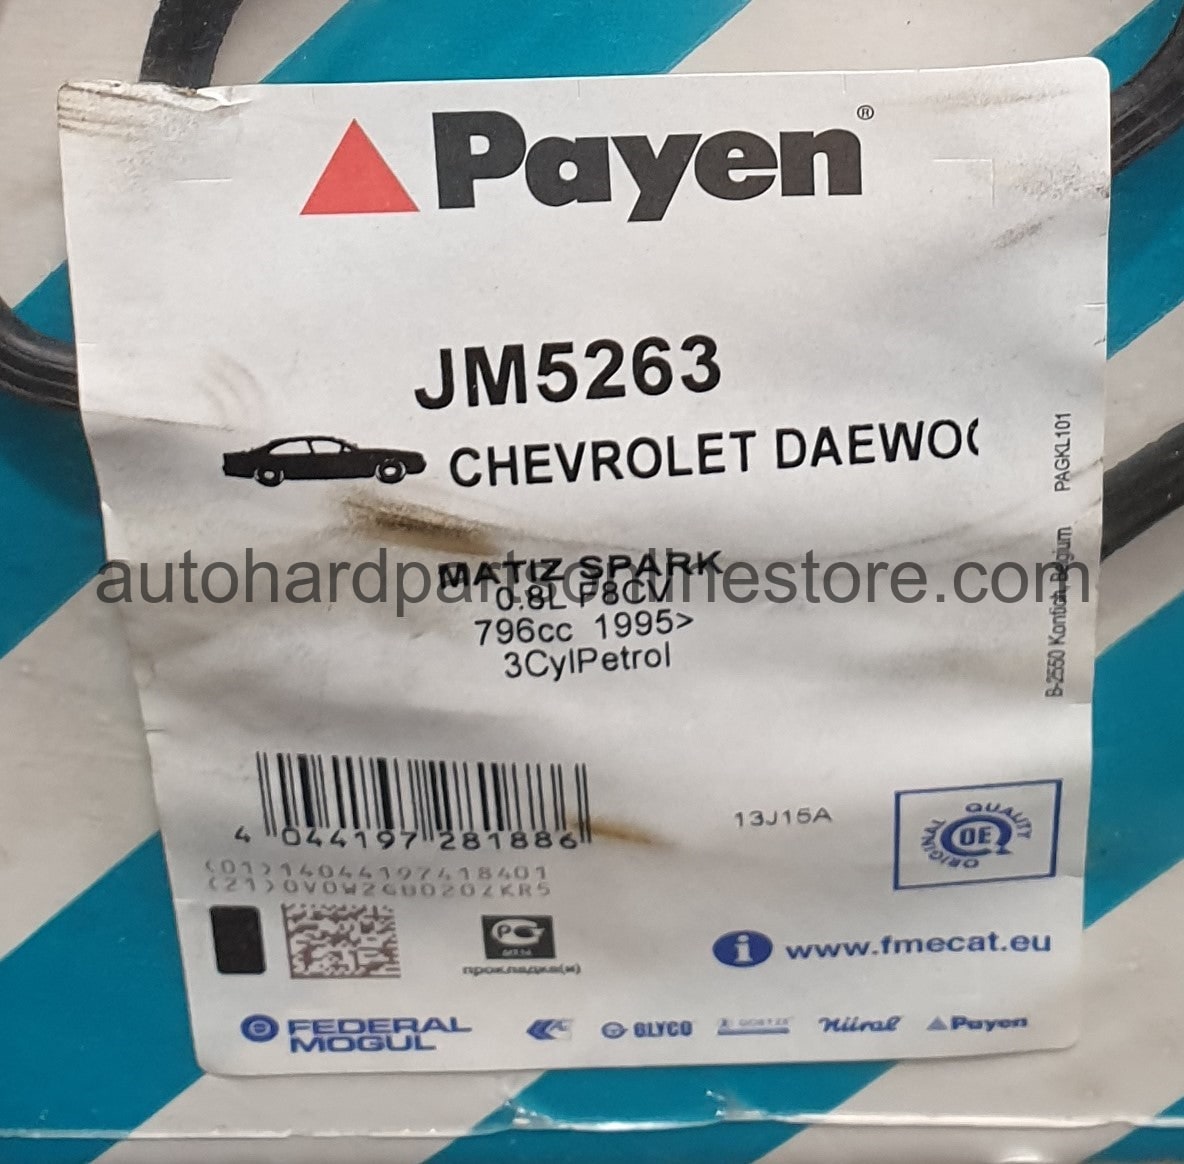 Payen®
JM5263
CHEVROLET DAEWOO
MATIZ SPARK
0.8L F8CV
796cc 1995>
3CylPetrol
autohardpartsonlinestore.com
B-2550 Kontich Belgium PAGKL101
4 044197 281886
13J15A
(01)14044197418401
ORIGINAL QUALITY OE
прокладка(и)
i www.fmecat.eu
FEDERAL MOGUL
GLYCO
Nüral
Payen